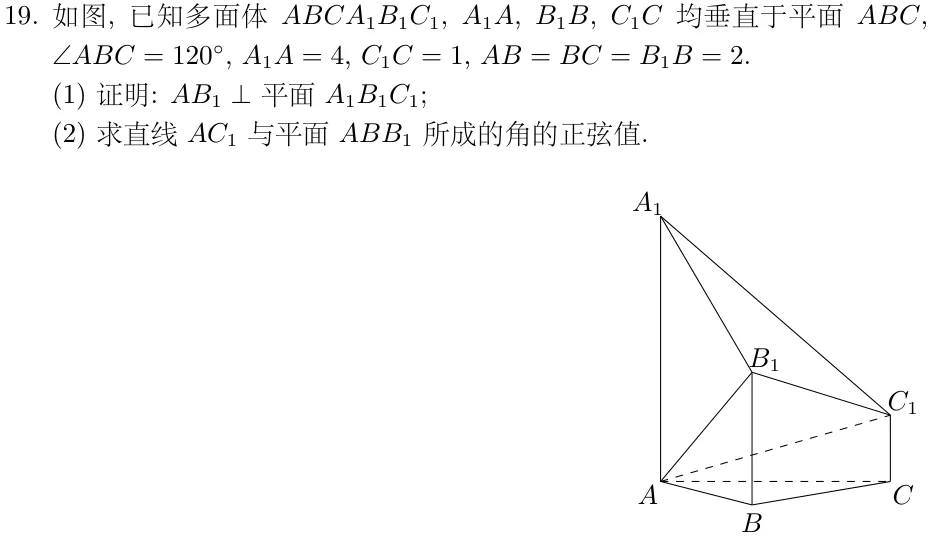 19. 如图, 已知多面体 ABCA₁B₁C₁, A₁A, B₁B, C₁C 均垂直于平面 ABC,
∠ABC = 120°, A₁A = 4, C₁C = 1, AB = BC = B₁B = 2.
(1) 证明: AB₁ ⊥ 平面 A₁B₁C₁;
(2) 求直线 AC₁ 与平面 ABB₁ 所成的角的正弦值.
A₁
B₁
C₁
A
C
B